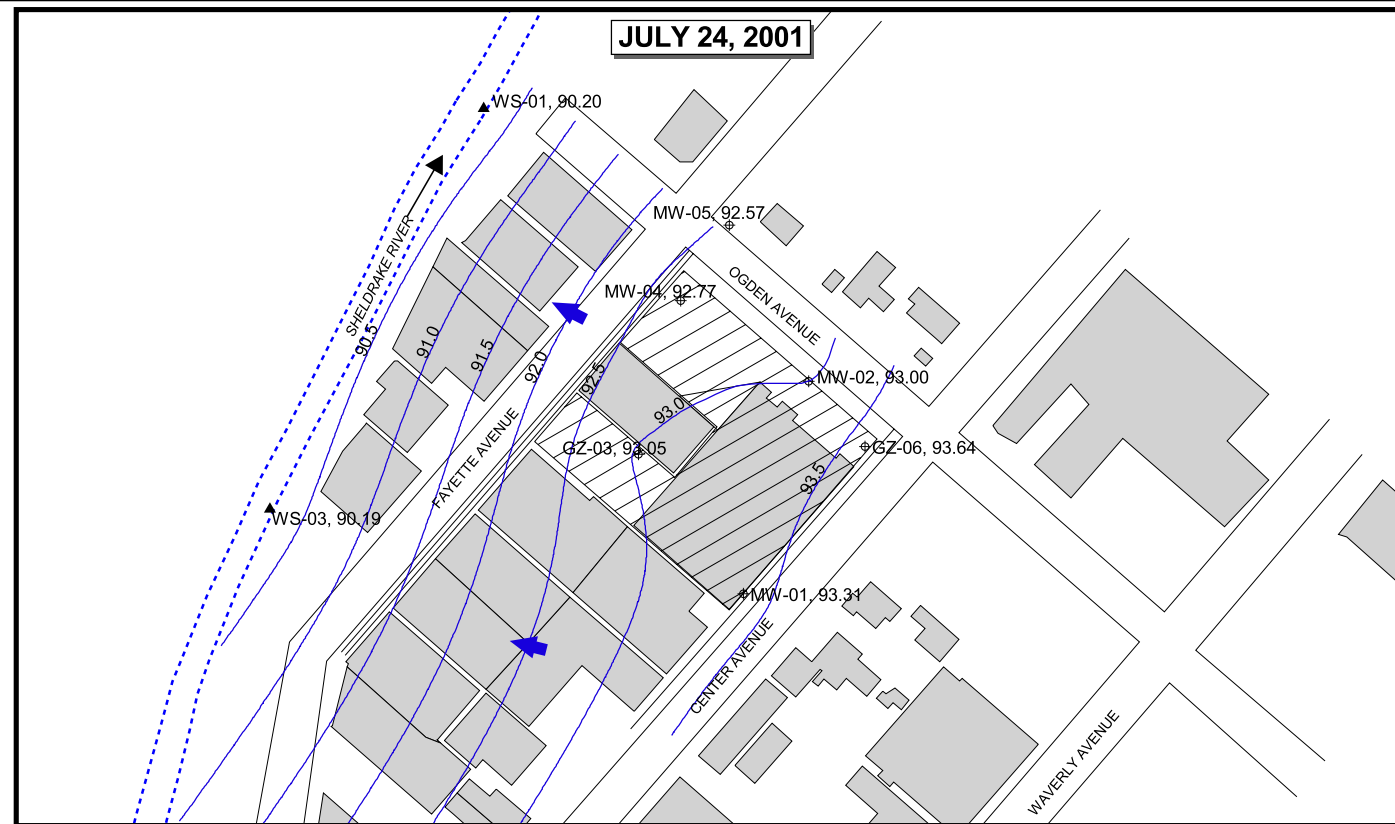 JULY 24, 2001
WS-01, 90.20
MW-05, 92.57
SHELDRAKE RIVER
OGDEN AVENUE
MW-04, 92.77
90.5
91.0
91.5
92.0
92.5
93.0
MW-02, 93.00
GZ-03, 93.05
GZ-06, 93.64
93.5
FAYETTE AVENUE
WS-03, 90.19
MW-01, 93.31
CENTER AVENUE
WAVERLY AVENUE